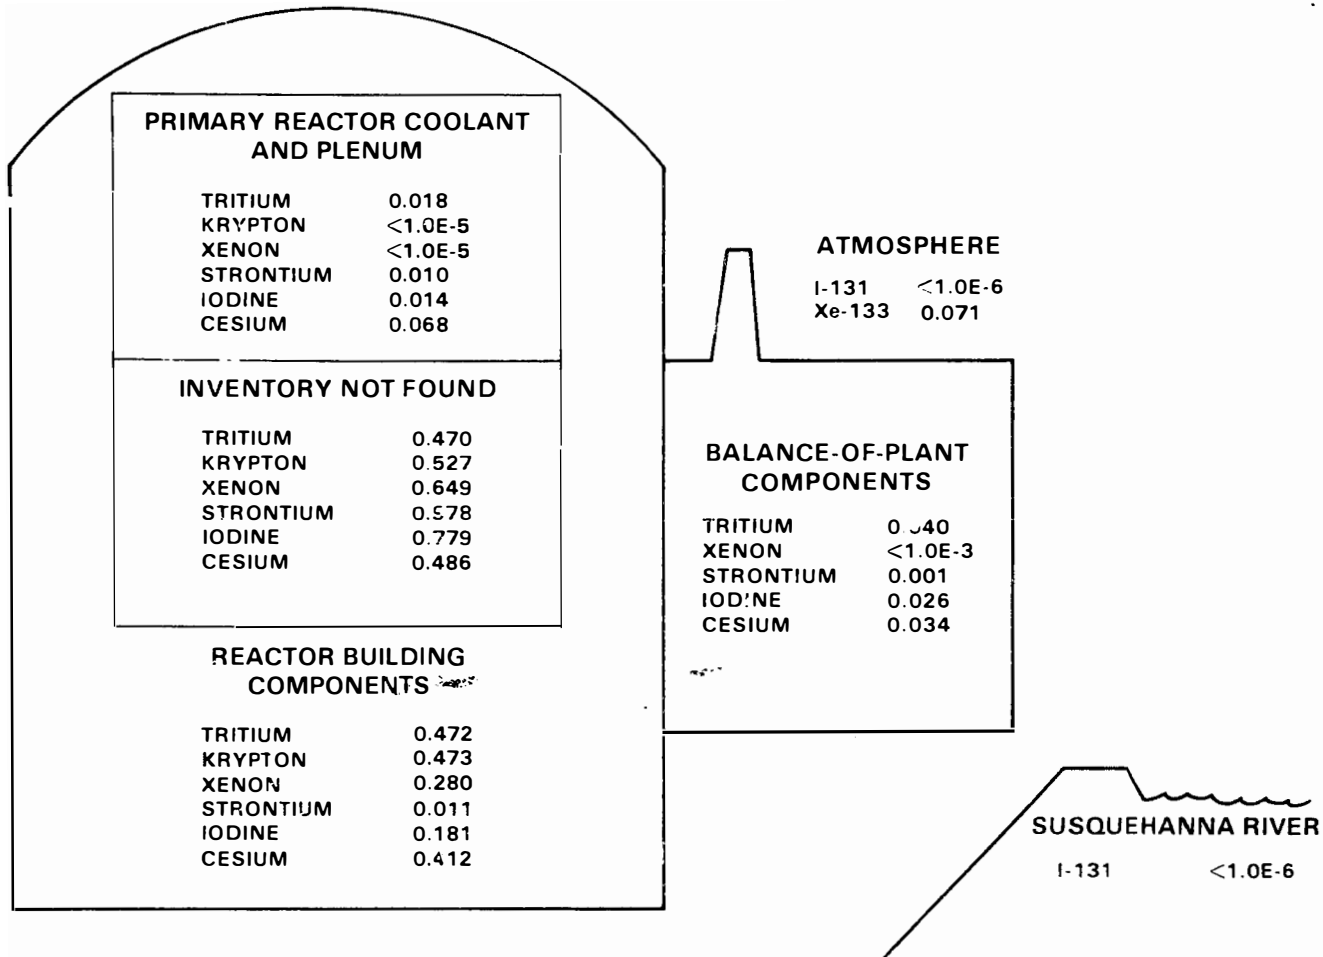 PRIMARY REACTOR COOLANT
AND PLENUM
TRITIUM 0.018
KRYPTON <1.0E-5
XENON <1.0E-5
STRONTIUM 0.010
IODINE 0.014
CESIUM 0.068
INVENTORY NOT FOUND
TRITIUM 0.470
KRYPTON 0.527
XENON 0.649
STRONTIUM
IODINE 0.779
CESIUM 0.486
REACTOR BUILDING
COMPONENTS
TRITIUM 0.472
KRYPTON 0.473
XENON 0.280
STRONTIUM 0.011
IODINE 0.181
CESIUM 0.412
ATMOSPHERE
I-131 <1.0E-6
Xe-133 0.071
BALANCE-OF-PLANT
COMPONENTS
TRITIUM
XENON <1.0E-3
STRONTIUM 0.001
IODINE 0.026
CESIUM 0.034
SUSQUEHANNA RIVER
I-131 <1.0E-6